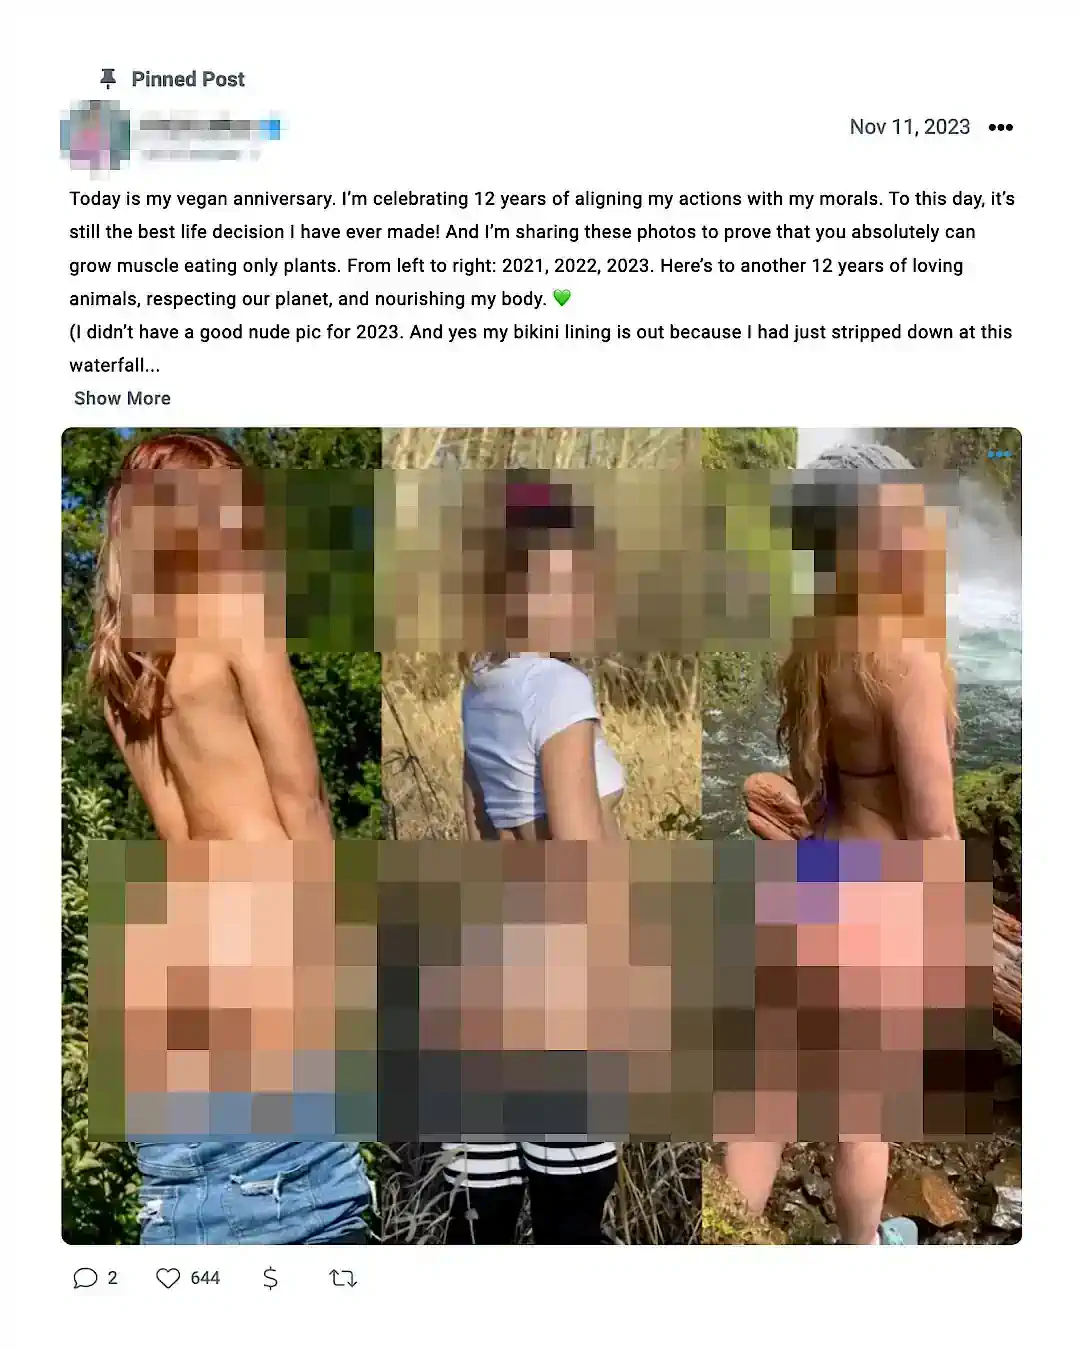 Pinned Post
Nov 11, 2023
Today is my vegan anniversary. I’m celebrating 12 years of aligning my actions with my morals. To this day, it’s
still the best life decision I have ever made! And I’m sharing these photos to prove that you absolutely can
grow muscle eating only plants. From left to right: 2021, 2022, 2023. Here’s to another 12 years of loving
animals, respecting our planet, and nourishing my body. 💚
(I didn’t have a good nude pic for 2023. And yes my bikini lining is out because I had just stripped down at this
waterfall...
Show More
2 644 $